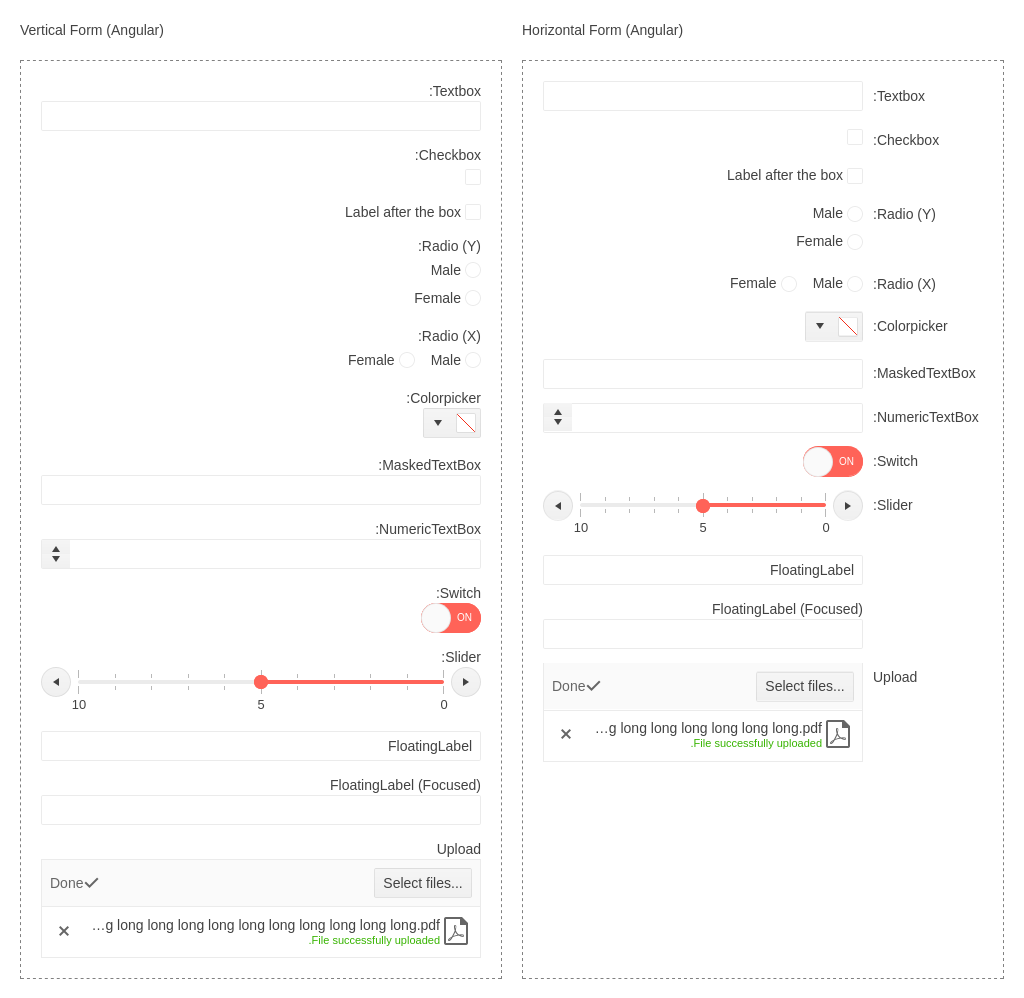 Vertical Form (Angular)
:Textbox
:Checkbox
Label after the box
:Radio (Y)
Male
Female
:Radio (X)
Female Male
:Colorpicker
:MaskedTextBox
:NumericTextBox
:Switch
ON
:Slider
10 5 0
FloatingLabel
FloatingLabel (Focused)
Upload
Done Select files...
...g long long long long long long long long long long.pdf
.File successfully uploaded
Horizontal Form (Angular)
:Textbox
:Checkbox
Label after the box
Male :Radio (Y)
Female
Female Male :Radio (X)
:Colorpicker
:MaskedTextBox
:NumericTextBox
ON :Switch
:Slider
10 5 0
FloatingLabel
FloatingLabel (Focused)
Upload
Done Select files...
...g long long long long long long.pdf
.File successfully uploaded